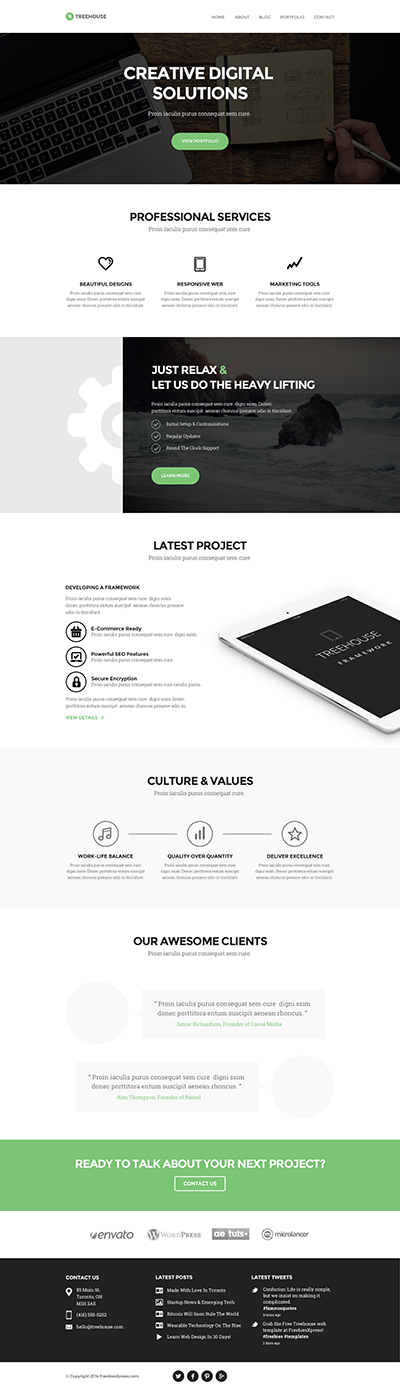 TREEHOUSE
HOME ABOUT BLOG PORTFOLIO CONTACT
CREATIVE DIGITAL
SOLUTIONS
Proin iaculis purus consequat sem cure.
VIEW PORTFOLIO
PROFESSIONAL SERVICES
Proin iaculis purus consequat sem cure
BEAUTIFUL DESIGNS
Proin iaculis purus consequat sem cure
digni ssim. Donec porttitora entum suscipit
aenean rhoncus posuere odio in tincidunt
RESPONSIVE WEB
Proin iaculis purus consequat sem cure
digni ssim. Donec porttitora entum suscipit
aenean rhoncus posuere odio in tincidunt
MARKETING TOOLS
Proin iaculis purus consequat sem cure
digni ssim. Donec porttitora entum suscipit
aenean rhoncus posuere odio in tincidunt
JUST RELAX &
LET US DO THE HEAVY LIFTING
Proin iaculis purus consequat sem cure digni ssim. Donec
porttitora entum suscipit aenean rhoncus posuere odio in tincidunt.
Initial Setup & Customizations
Regular Updates
Round The Clock Support
LEARN MORE
LATEST PROJECT
Proin iaculis purus consequat sem cure
DEVELOPING A FRAMEWORK
Proin iaculis purus consequat sem cure digni ssim
donec porttitora entum suscipit aenean rhoncus posuere
odio in tincidunt
E-Commerce Ready
Proin iaculis purus consequat sem cure digni ssim.
Powerful SEO Features
Proin iaculis purus consequat sem cure
Secure Encryption
Proin iaculis purus consequat sem cure iaculis purus
Proin iaculis purus consequat sem cure digni ssim donec
porttitora entum suscipit aenean rhoncus posuere odio in.
VIEW DETAILS →
TREEHOUSE
FRAMEWORK
CULTURE & VALUES
Proin iaculis purus consequat cure.
WORK-LIFE BALANCE
Proin iaculis purus consequat sem cure
digni ssim. Donec porttitora entum suscipit
aenean rhoncus posuere odio in tincidunt
QUALITY OVER QUANTITY
Proin iaculis purus consequat sem cure
digni ssim. Donec porttitora entum suscipit
aenean rhoncus posuere odio in tincidunt
DELIVER EXCELLENCE
Proin iaculis purus consequat sem cure
digni ssim. Donec porttitora entum suscipit
aenean rhoncus posuere odio in tincidunt
OUR AWESOME CLIENTS
Proin iaculis purus consequat sem cure.
" Proin iaculis purus consequat sem cure digni ssim
donec porttitora entum suscipit aenean rhoncus. "
- Jamie Richardson, Founder of Cocoa Media
" Proin iaculis purus consequat sem cure digni ssim
donec porttitora entum suscipit aenean rhoncus. "
- Kim Thompson, Founder of
READY TO TALK ABOUT YOUR NEXT PROJECT?
CONTACT US
envato
WORDPRESS
ae tuts+
microlancer
CONTACT US
55 Main St.
Toronto, ON
M1H 3A5
(416) 555-5252
hello@treehouse.com
LATEST POSTS
Made With Love In Toronto
Startup News & Emerging Tech
Bitcoin Will Soon Rule The World
Wearable Technology On The Rise
Learn Web Design In 30 Days!
LATEST TWEETS
Confucius: Life is really simple,
but we insist on making it
complicated.
#famousquotes
Grab the Free Treehouse web
template at FreebiesXpress!
#freebies #templates
2 days ago
© Copyright 2014 FreebiesXpress.com